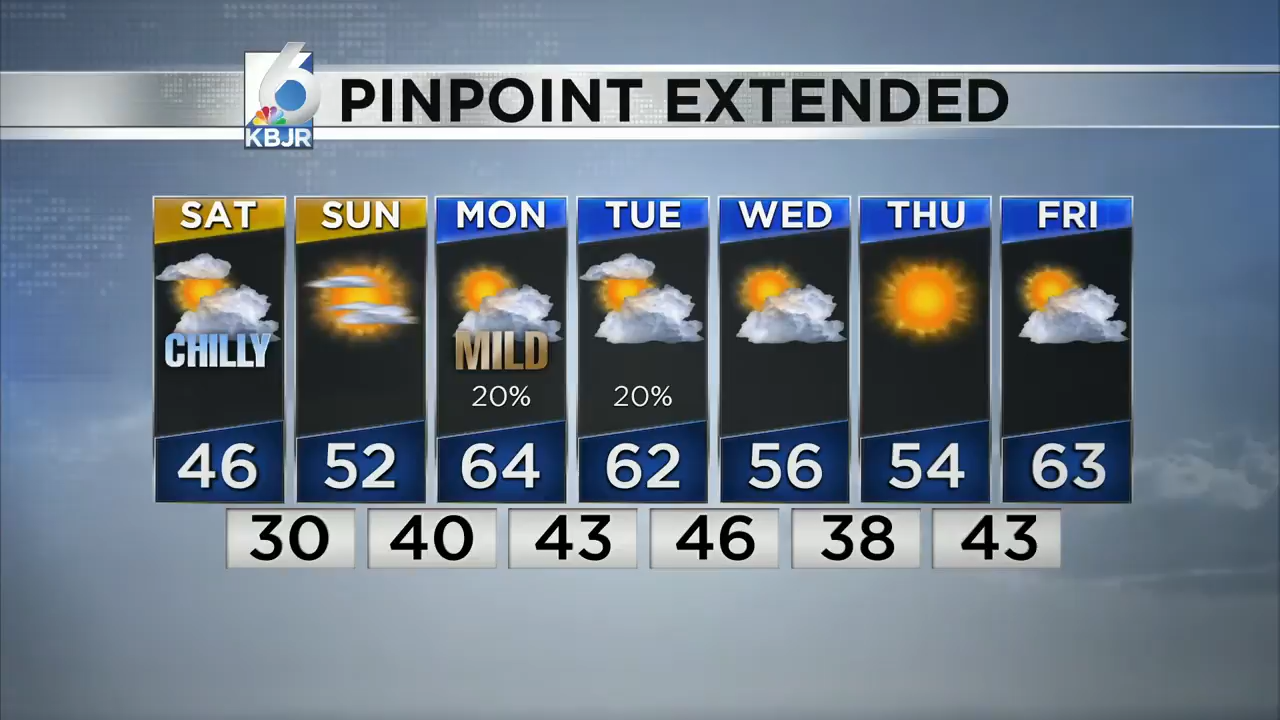 6
KBJR
PINPOINT EXTENDED
SAT SUN MON TUE WED THU FRI
CHILLY MILD
20% 20%
46 52 64 62 56 54 63
30 40 43 46 38 43